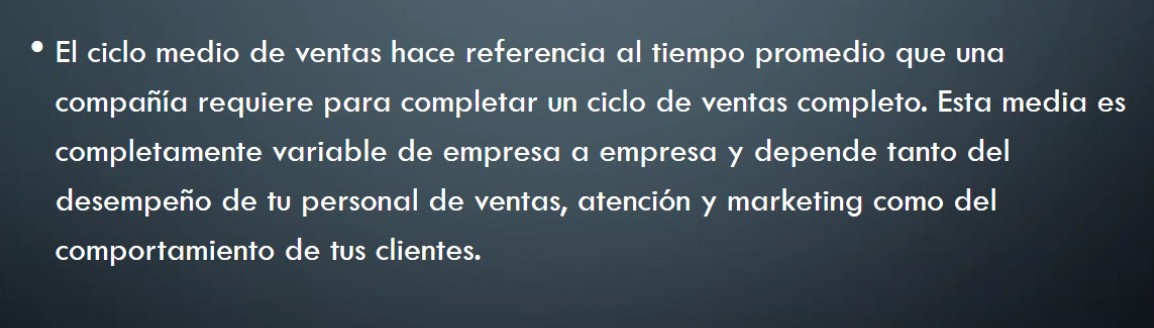 • El ciclo medio de ventas hace referencia al tiempo promedio que una
compañía requiere para completar un ciclo de ventas completo. Esta media es
completamente variable de empresa a empresa y depende tanto del
desempeño de tu personal de ventas, atención y marketing como del
comportamiento de tus clientes.